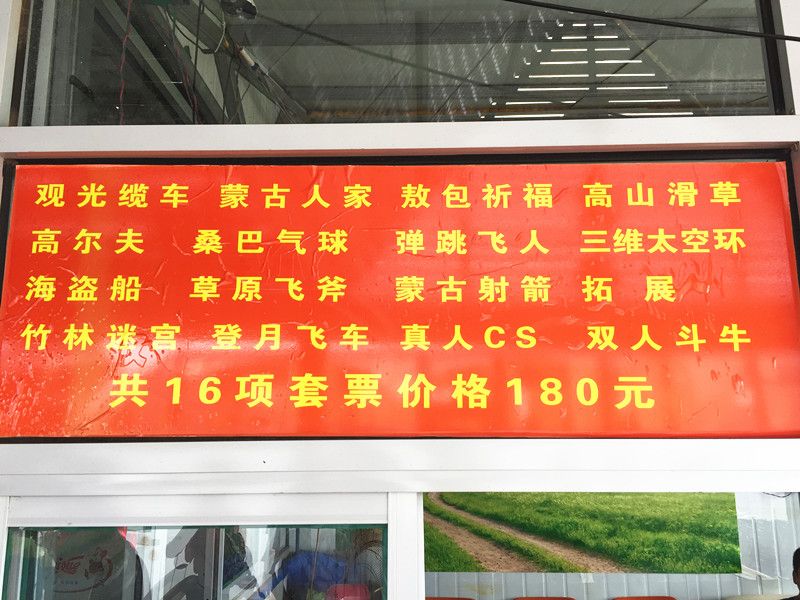 观光缆车 蒙古人家 敖包祈福 高山滑草
高尔夫 桑巴气球 弹跳飞人 三维太空环
海盗船 草原飞斧 蒙古射箭 拓展
竹林迷宫 登月飞车 真人CS 双人斗牛
共16项套票价格180元